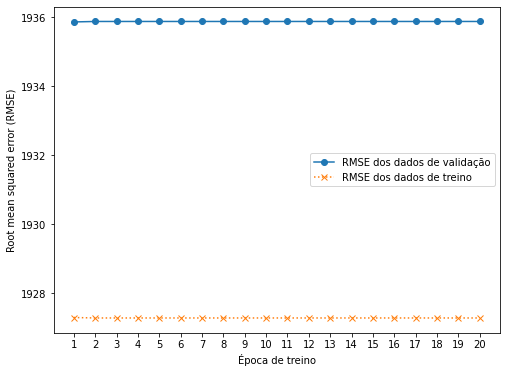 1936
1934
1932
1930
1928
Root mean squared error (RMSE)
RMSE dos dados de validação
RMSE dos dados de treino
1 2 3 4 5 6 7 8 9 10 11 12 13 14 15 16 17 18 19 20
Época de treino